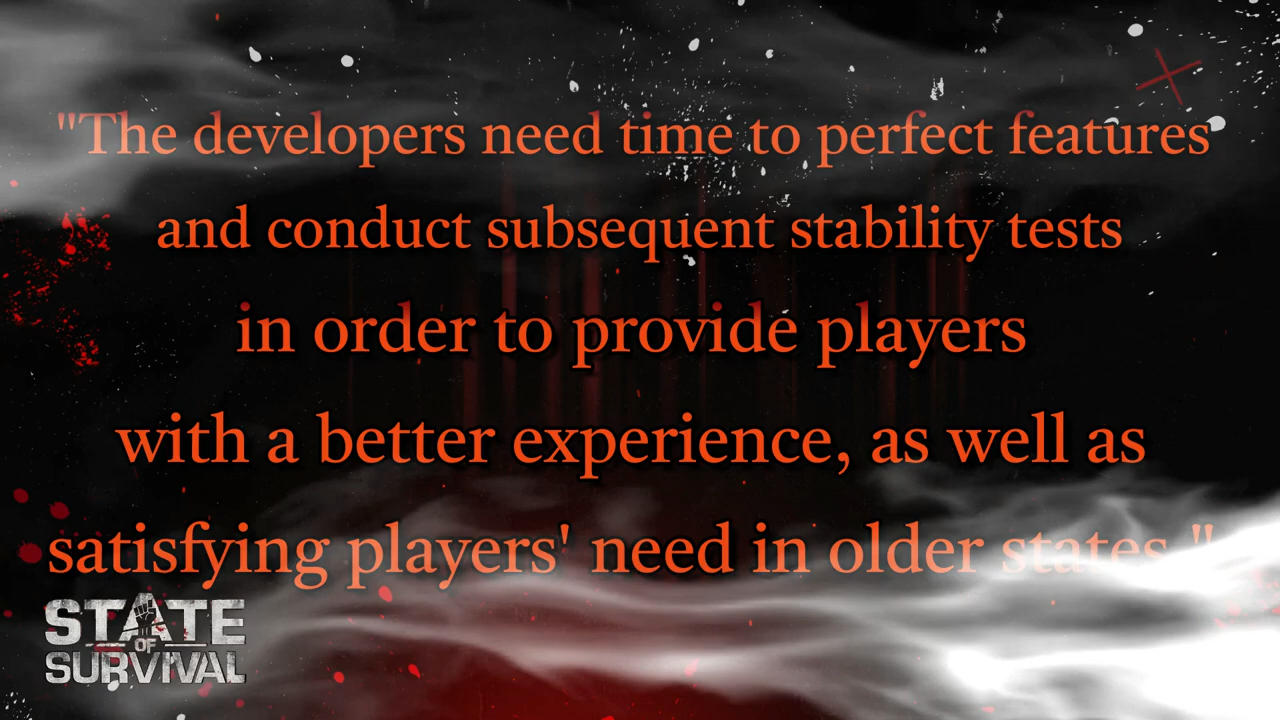 "The developers need time to perfect features
and conduct subsequent stability tests
in order to provide players
with a better experience, as well as
satisfying players' need in older states."
STATE
OF
SURVIVAL